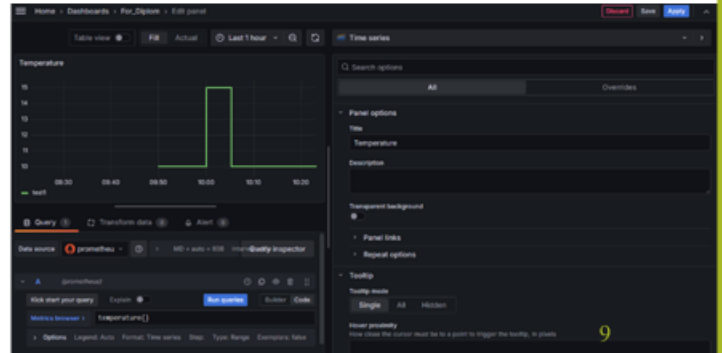 Home › Dashboards › For_Diplom › Edit panel
Discard Save Apply
Table view Fill Actual Last 1 hour
Time series
Temperature
Search options
All Overrides
15
14
13
12
11
10
09:30 09:40 09:50 10:00 10:10 10:20
test1
Panel options
Title
Temperature
Description
Transparent background
Panel links
Repeat options
Tooltip
Tooltip mode
Single All Hidden
Hover proximity
How close the cursor must be to a point to trigger the tooltip, in pixels
9
Query 1 Transform data 0 Alert 0
Data source prometheu Query inspector
A (prometheus)
Kick start your query Explain Run queries Builder Code
Metrics browser › temperature{}
Options Legend: Auto Format: Time series Step: Type: Range Exemplars: false